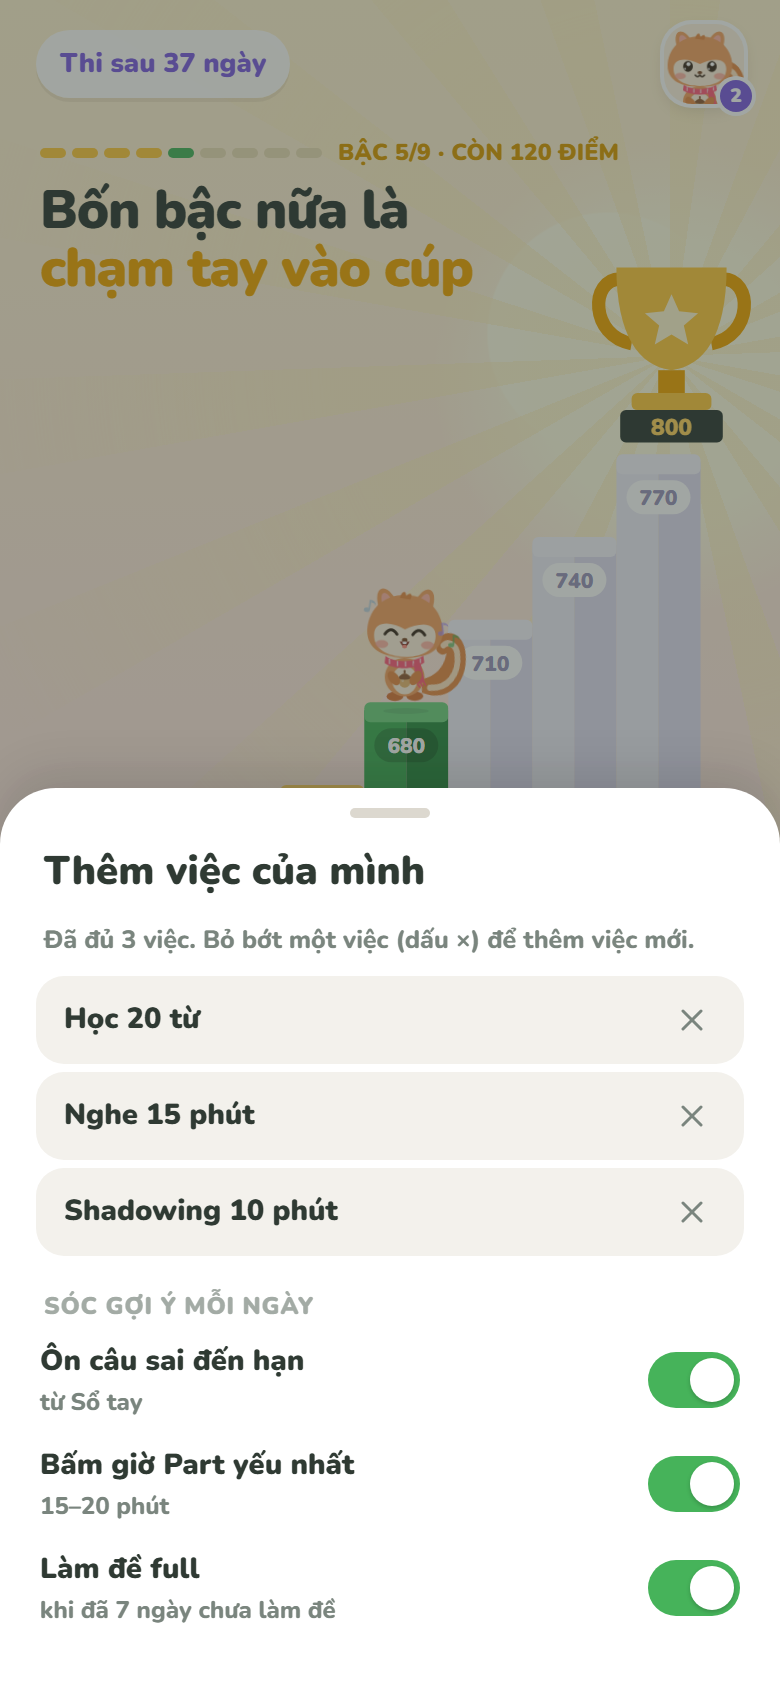 Thi sau 37 ngày
2
BẬC 5/9 · CÒN 120 ĐIỂM
Bốn bậc nữa là
chạm tay vào cúp
800
770
740
710
680
Thêm việc của mình
Đã đủ 3 việc. Bỏ bớt một việc (dấu ×) để thêm việc mới.
Học 20 từ
Nghe 15 phút
Shadowing 10 phút
SÓC GỢI Ý MỖI NGÀY
Ôn câu sai đến hạn
từ Sổ tay
Bấm giờ Part yếu nhất
15–20 phút
Làm đề full
khi đã 7 ngày chưa làm đề